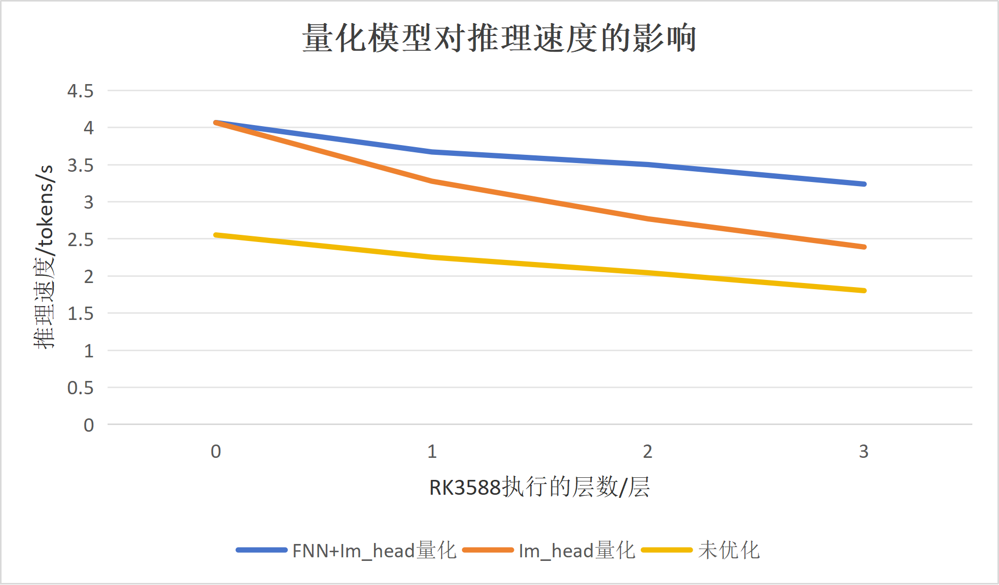 量化模型对推理速度的影响
推理速度/tokens/s
4.5
4
3.5
3
2.5
2
1.5
1
0.5
0
0 1 2 3
RK3588执行的层数/层
FNN+lm_head量化 lm_head量化 未优化